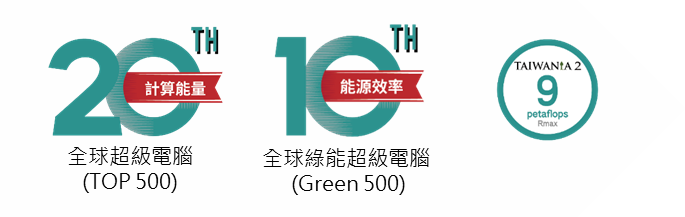 20TH
計算能量
全球超級電腦
(TOP 500)
10TH
能源效率
全球綠能超級電腦
(Green 500)
TAIWANIA 2
9
petaflops
Rmax